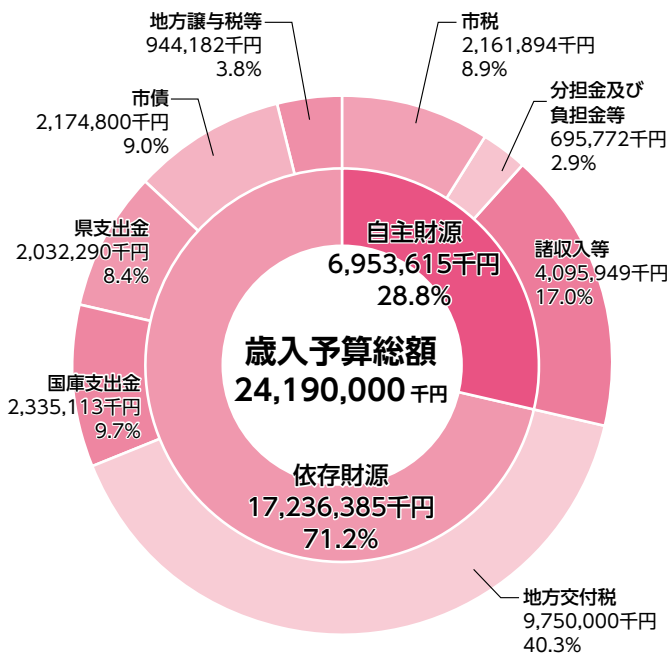 地方譲与税等
944,182千円
3.8%
市税
2,161,894千円
8.9%
分担金及び
負担金等
695,772千円
2.9%
市債
2,174,800千円
9.0%
県支出金
2,032,290千円
8.4%
自主財源
6,953,615千円
28.8%
諸収入等
4,095,949千円
17.0%
歳入予算総額
24,190,000 千円
国庫支出金
2,335,113千円
9.7%
依存財源
17,236,385千円
71.2%
地方交付税
9,750,000千円
40.3%